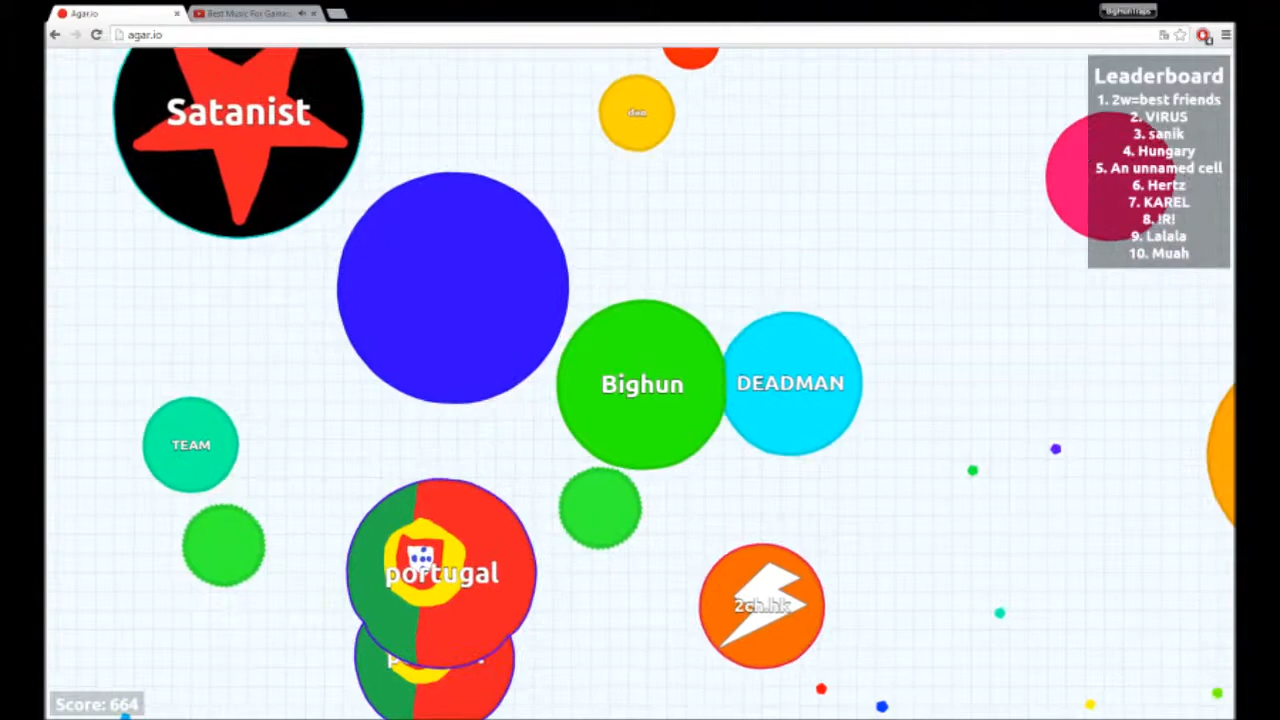 Agar.io
Best Music For Game
BigHunTraps
agar.io
Satanist
Leaderboard
1. 2w=best friends
2. VIRUS
3. sanik
4. Hungary
5. An unnamed cell
6. Hertz
7. KAREL
8. !R!
9. Lalala
10. Muah
Bighun
DEADMAN
TEAM
portugal
2ch.hk
Score: 664